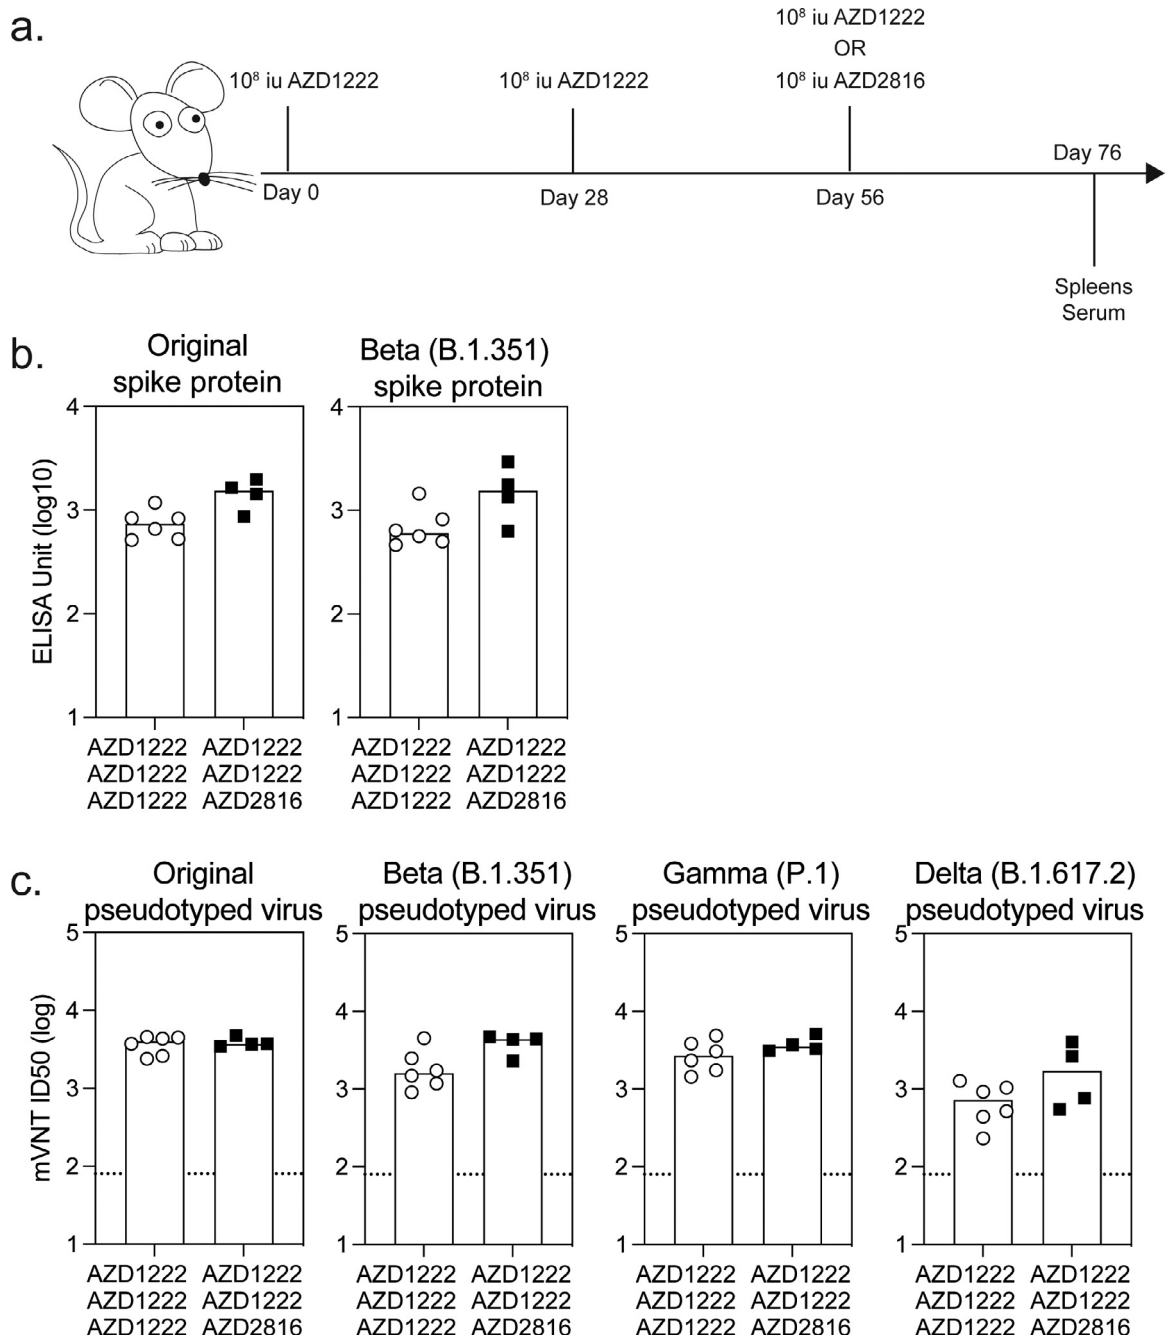 a.
10⁸ iu AZD1222
10⁸ iu AZD1222
10⁸ iu AZD1222
OR
10⁸ iu AZD2816
Day 0
Day 28
Day 56
Day 76
Spleens
Serum
b.
Original
spike protein
Beta (B.1.351)
spike protein
ELISA Unit (log10)
4
3
2
1
4
3
2
1
AZD1222 AZD1222
AZD1222 AZD1222
AZD1222 AZD2816
AZD1222 AZD1222
AZD1222 AZD1222
AZD1222 AZD2816
c.
Original
pseudotyped virus
Beta (B.1.351)
pseudotyped virus
Gamma (P.1)
pseudotyped virus
Delta (B.1.617.2)
pseudotyped virus
mVNT ID50 (log)
5
4
3
2
1
5
4
3
2
1
5
4
3
2
1
5
4
3
2
1
AZD1222 AZD1222
AZD1222 AZD1222
AZD1222 AZD2816
AZD1222 AZD1222
AZD1222 AZD1222
AZD1222 AZD2816
AZD1222 AZD1222
AZD1222 AZD1222
AZD1222 AZD2816
AZD1222 AZD1222
AZD1222 AZD1222
AZD1222 AZD2816